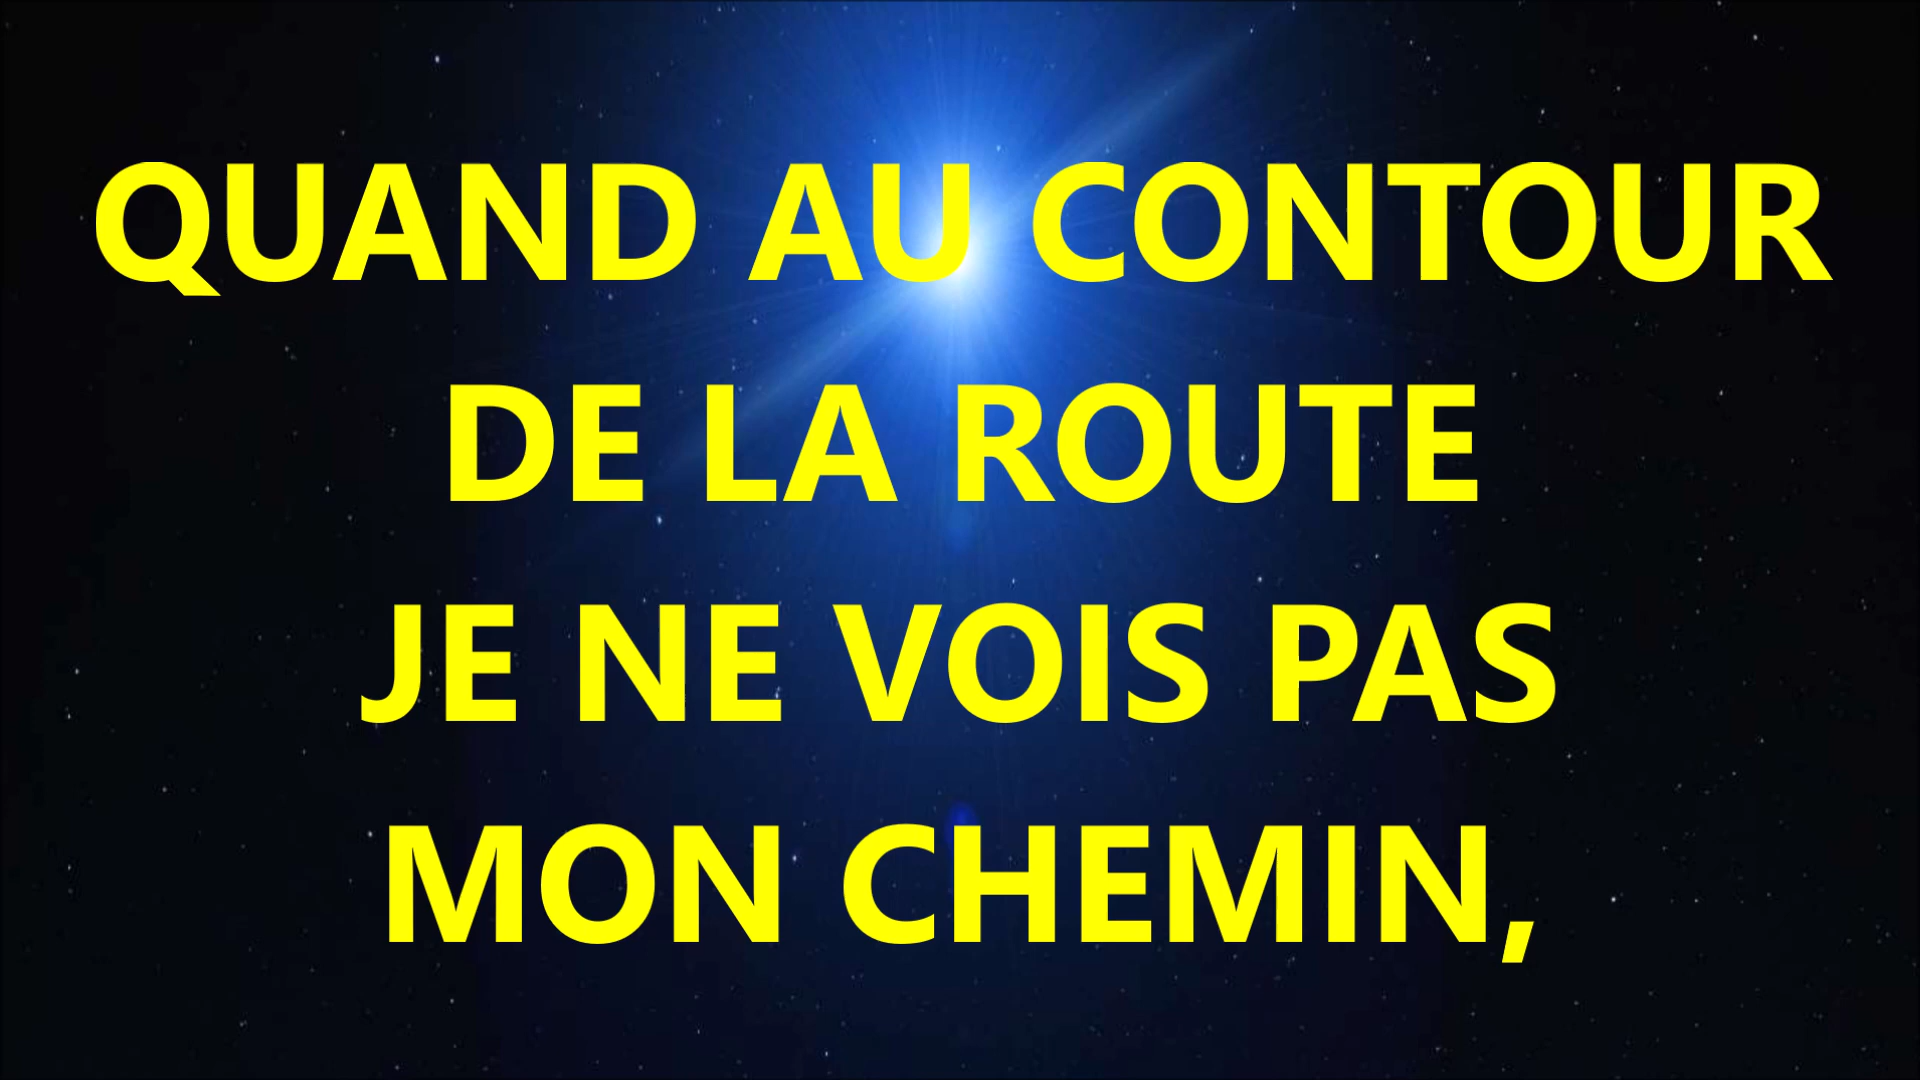 QUAND AU CONTOUR
DE LA ROUTE
JE NE VOIS PAS
MON CHEMIN,